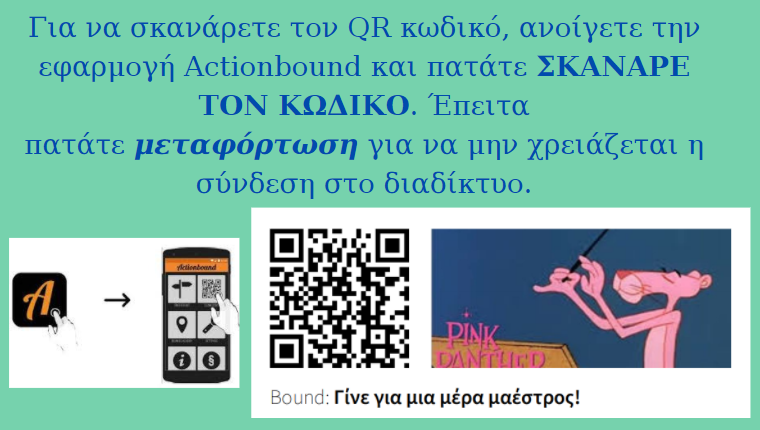 Για να σκανάρετε τον QR κωδικό, ανοίγετε την
εφαρμογή Actionbound και πατάτε ΣΚΑΝΑΡΕ
ΤΟΝ ΚΩΔΙΚΟ. Έπειτα
πατάτε μεταφόρτωση για να μην χρειάζεται η
σύνδεση στο διαδίκτυο.
A
Actionbound
PINK
PANTHER
Bound: Γίνε για μια μέρα μαέστρος!